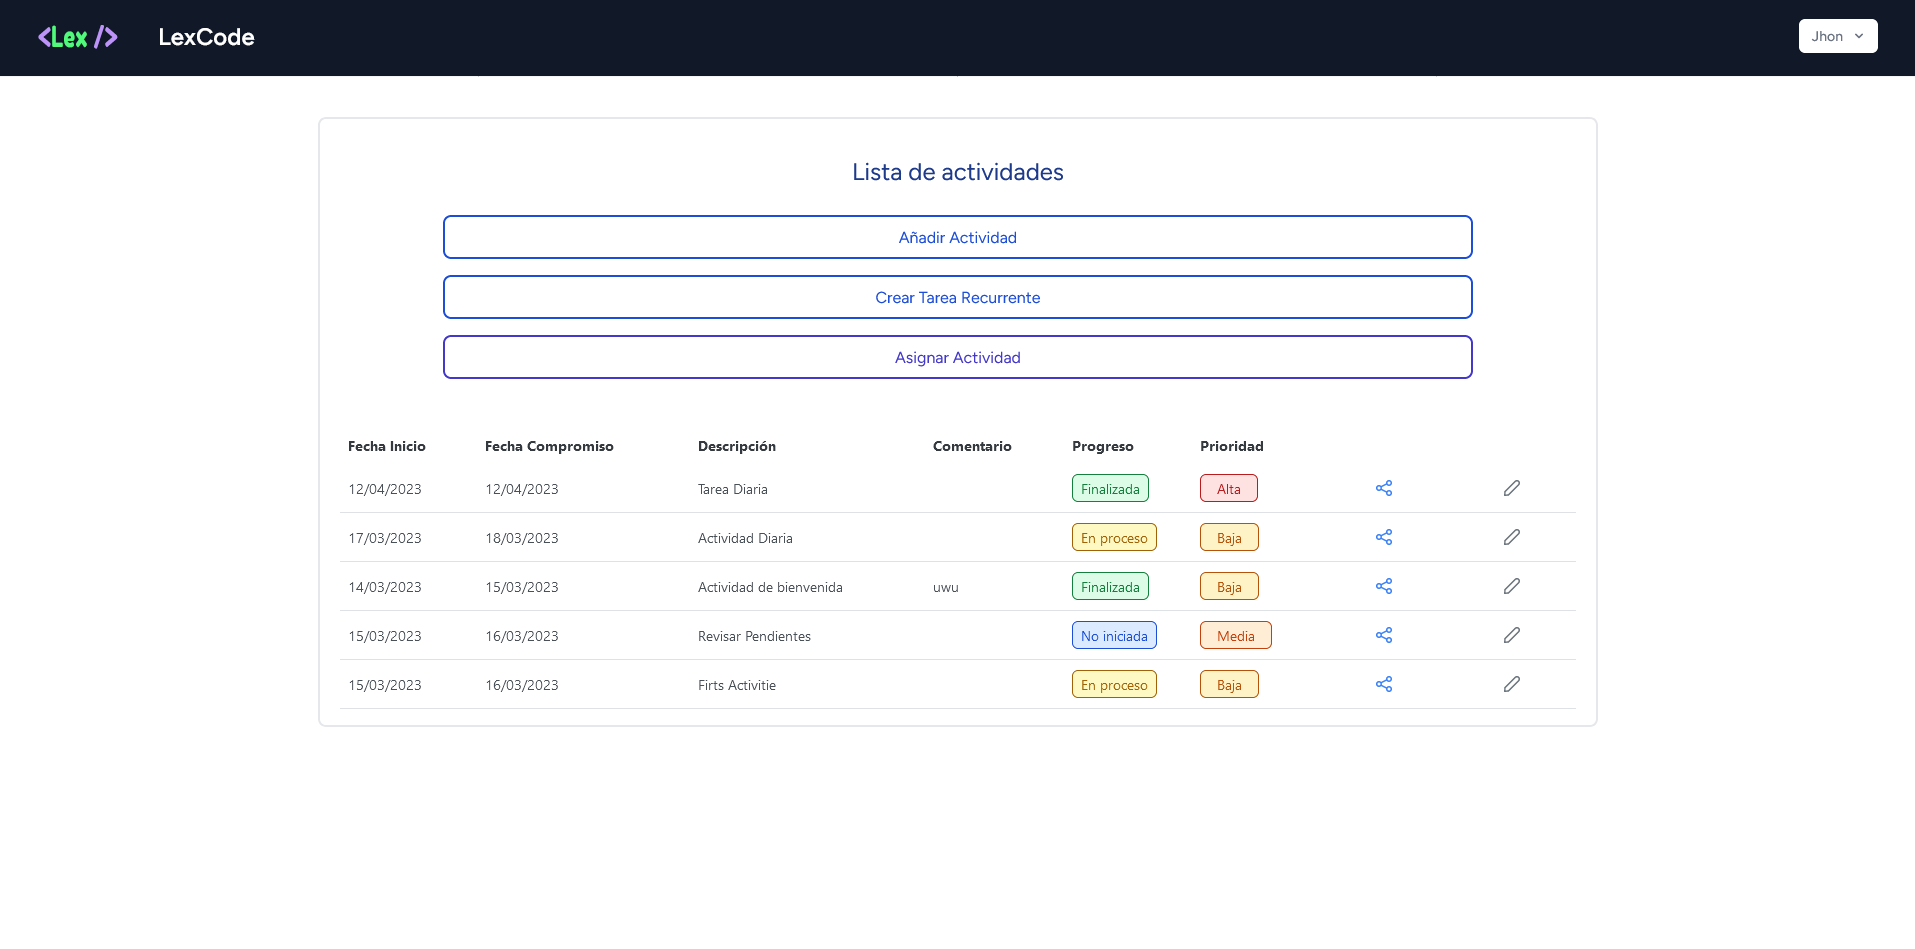 <Lex /> LexCode Jhon
Lista de actividades
Añadir Actividad
Crear Tarea Recurrente
Asignar Actividad
Fecha Inicio Fecha Compromiso Descripción Comentario Progreso Prioridad
12/04/2023 12/04/2023 Tarea Diaria Finalizada Alta
17/03/2023 18/03/2023 Actividad Diaria En proceso Baja
14/03/2023 15/03/2023 Actividad de bienvenida uwu Finalizada Baja
15/03/2023 16/03/2023 Revisar Pendientes No iniciada Media
15/03/2023 16/03/2023 Firts Activitie En proceso Baja